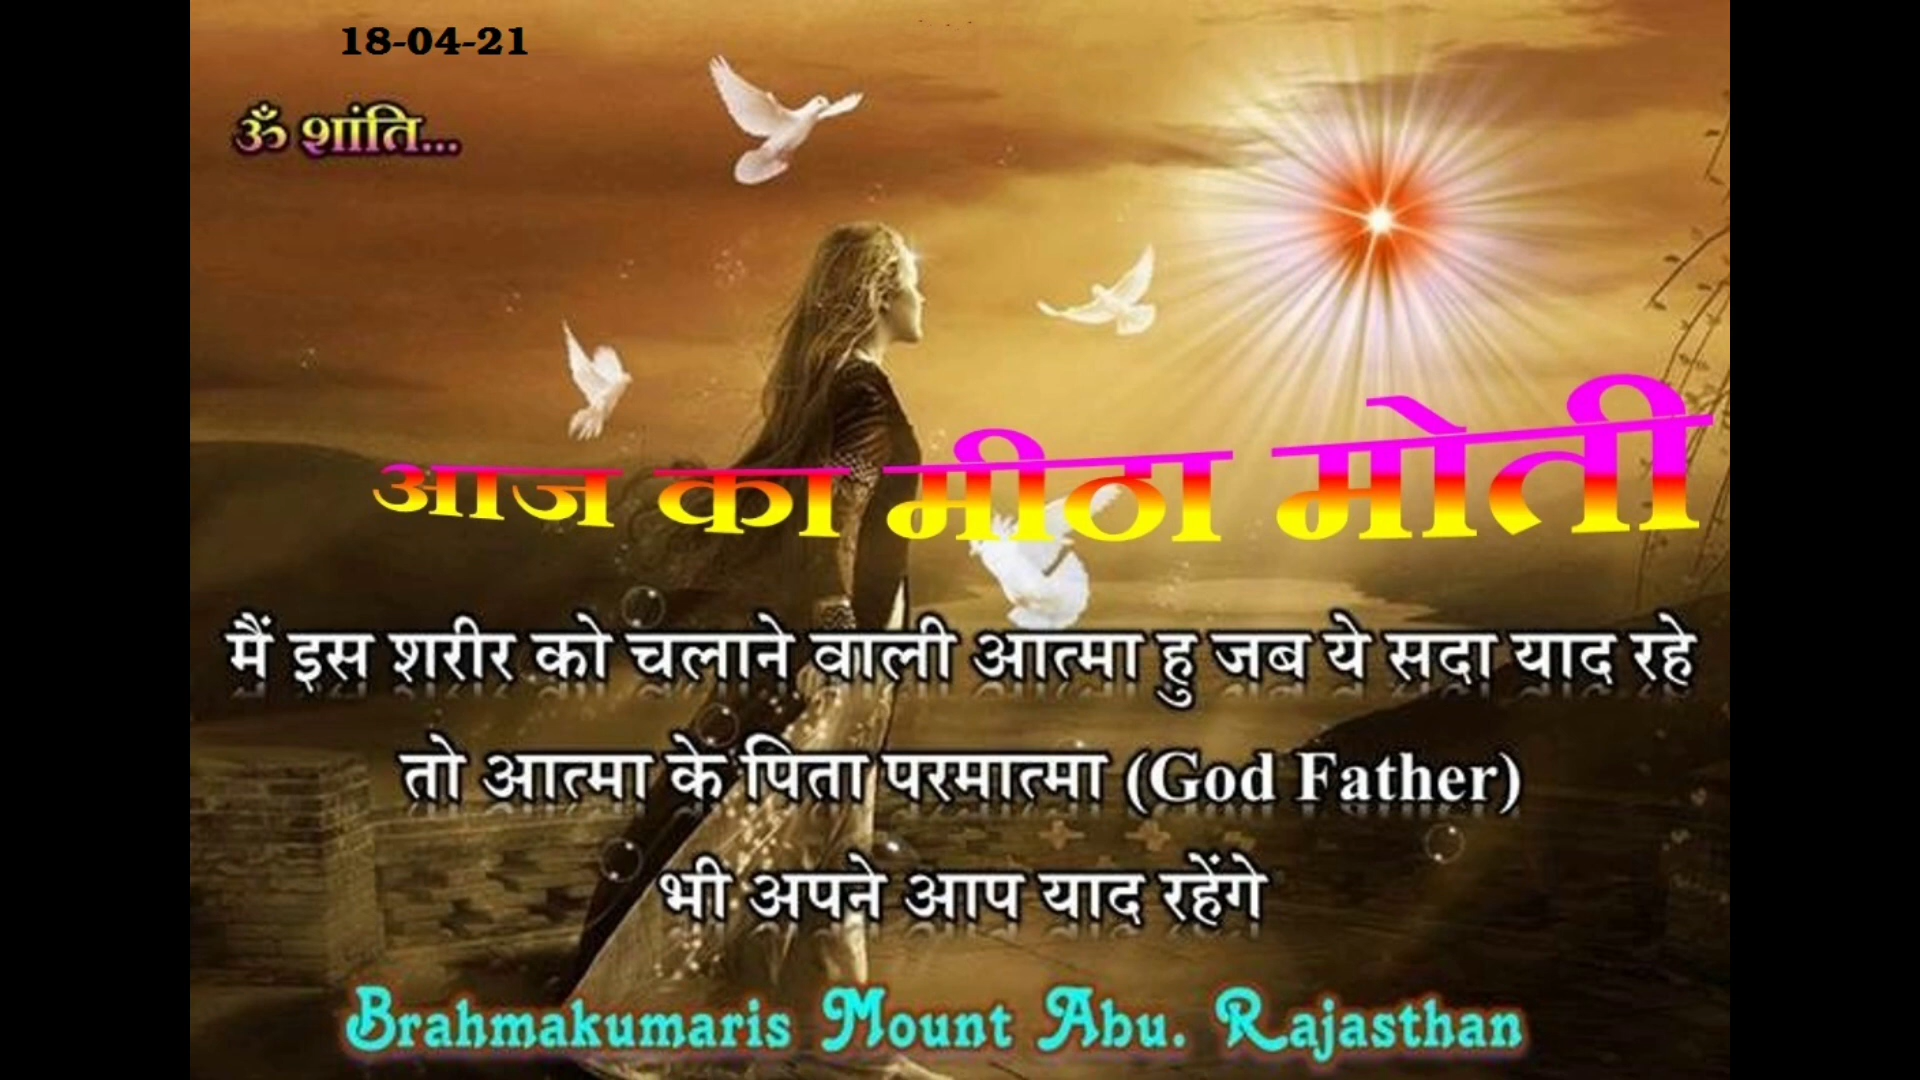 18-04-21
ॐ शांति...
आज का मीठा मोती
मैं इस शरीर को चलाने वाली आत्मा हु जब ये सदा याद रहे
तो आत्मा के पिता परमात्मा (God Father)
भी अपने आप याद रहेंगे
Brahmakumaris Mount Abu. Rajasthan